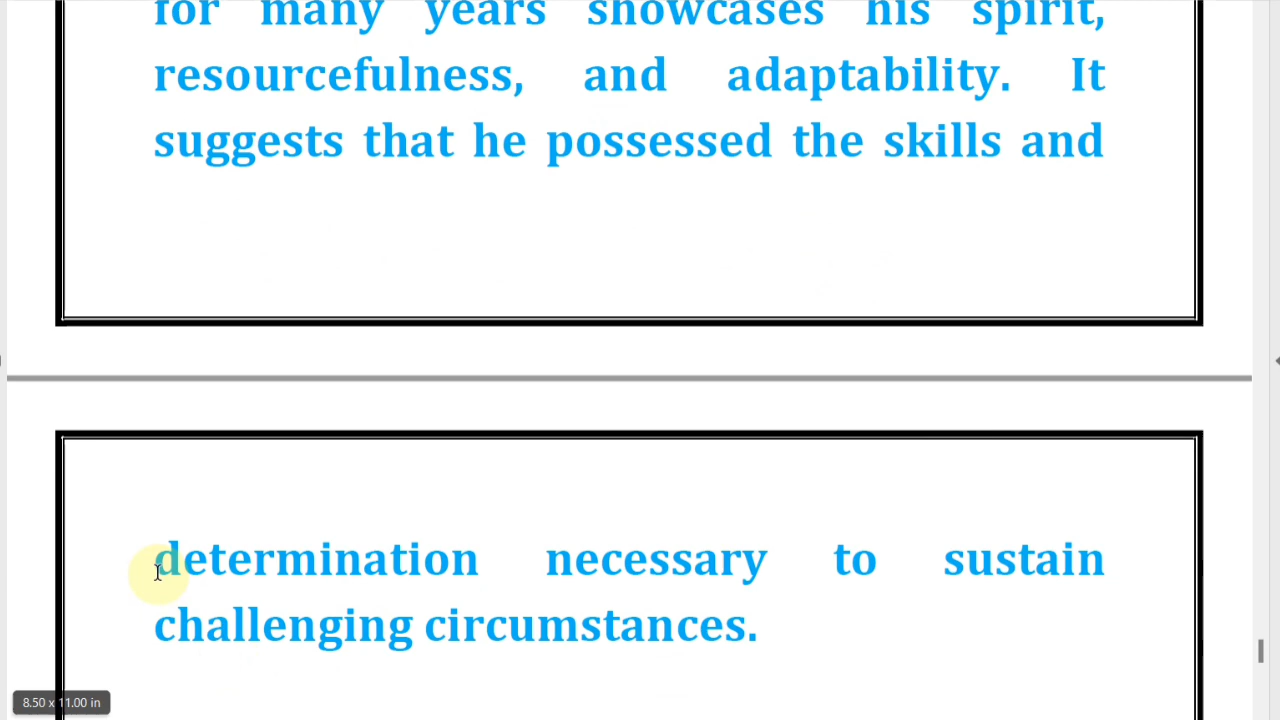 for many years showcases his spirit,
resourcefulness, and adaptability. It
suggests that he possessed the skills and
determination necessary to sustain
challenging circumstances.
8.50 x 11.00 in